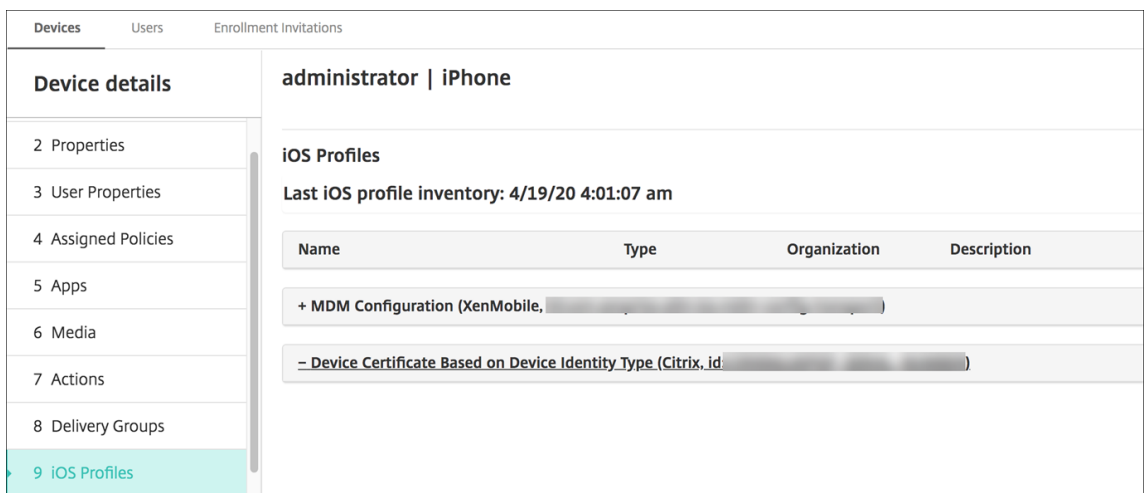 Devices Users Enrollment Invitations
Device details
2 Properties
3 User Properties
4 Assigned Policies
5 Apps
6 Media
7 Actions
8 Delivery Groups
9 iOS Profiles
administrator | iPhone
iOS Profiles
Last iOS profile inventory: 4/19/20 4:01:07 am
Name Type Organization Description
+ MDM Configuration (XenMobile, )
– Device Certificate Based on Device Identity Type (Citrix, id: )